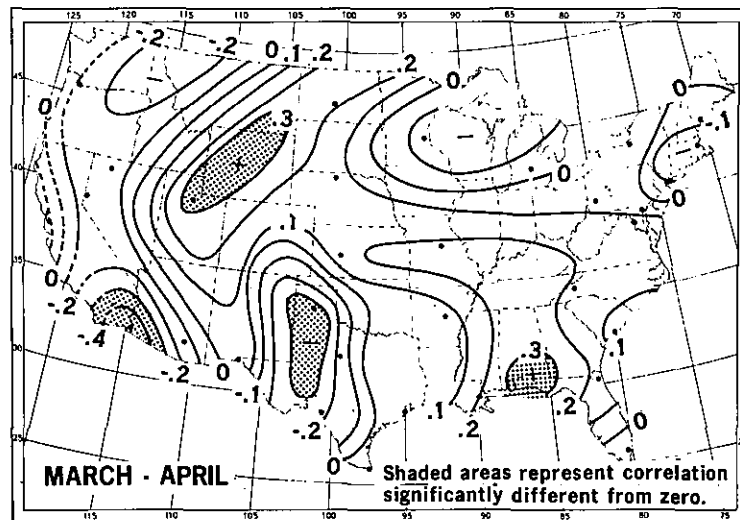 125 120 115 110 105 100 95 90 85 80 75 70
-.2 -.2 0 .1 .2 .2 0 0
45
0 .3 -.1
40
0 0
35
.1
0 -.2 -.4
30
-.2 0 -.1 .3 .1
-.2 .1 .2 .2 0
25
0
MARCH - APRIL
Shaded areas represent correlation
significantly different from zero.
115 110 105 100 95 90 85 80 75 74